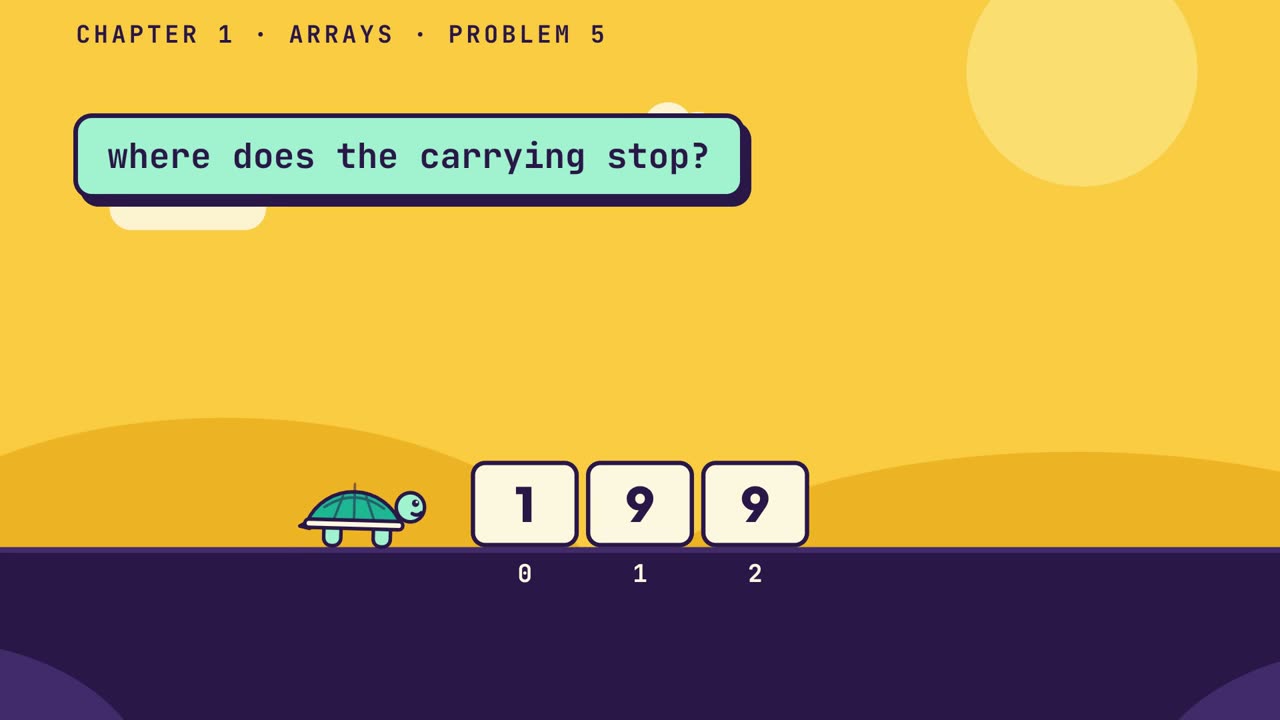 CHAPTER 1 · ARRAYS · PROBLEM 5
where does the carrying stop?
1 9 9
0 1 2